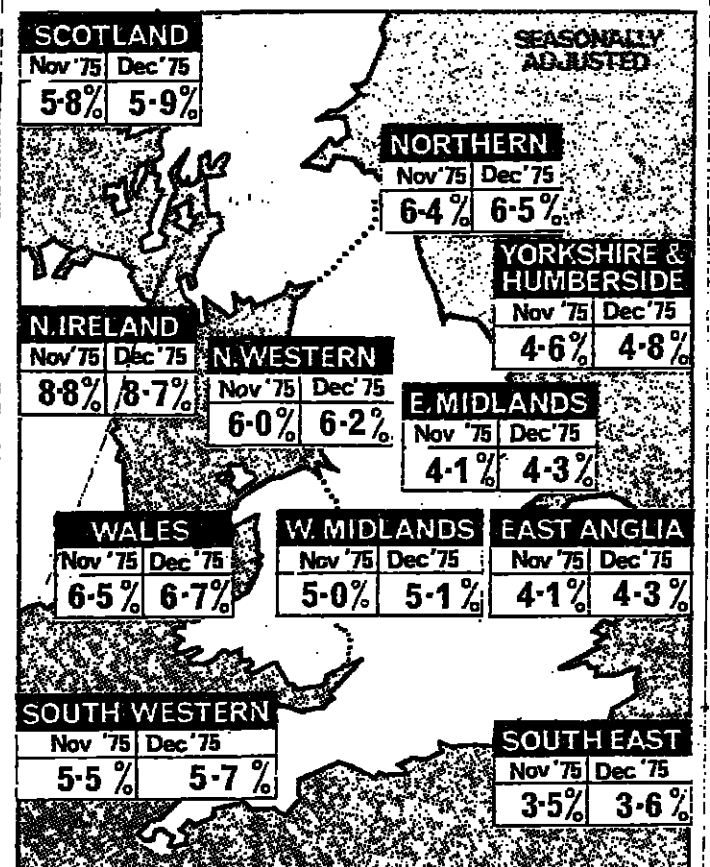 SCOTLAND
Nov '75 Dec '75
5·8% 5·9%
SEASONALLY
ADJUSTED
NORTHERN
Nov '75 Dec '75
6·4% 6·5%
YORKSHIRE &
HUMBERSIDE
Nov '75 Dec '75
4·6% 4·8%
N.IRELAND
Nov '75 Dec '75
8·8% 8·7%
N.WESTERN
Nov '75 Dec '75
6·0% 6·2%
E.MIDLANDS
Nov '75 Dec '75
4·1% 4·3%
WALES
Nov '75 Dec '75
6·5% 6·7%
W. MIDLANDS
Nov '75 Dec '75
5·0% 5·1%
EAST ANGLIA
Nov '75 Dec '75
4·1% 4·3%
SOUTH WESTERN
Nov '75 Dec '75
5·5% 5·7%
SOUTH EAST
Nov '75 Dec '75
3·5% 3·6%